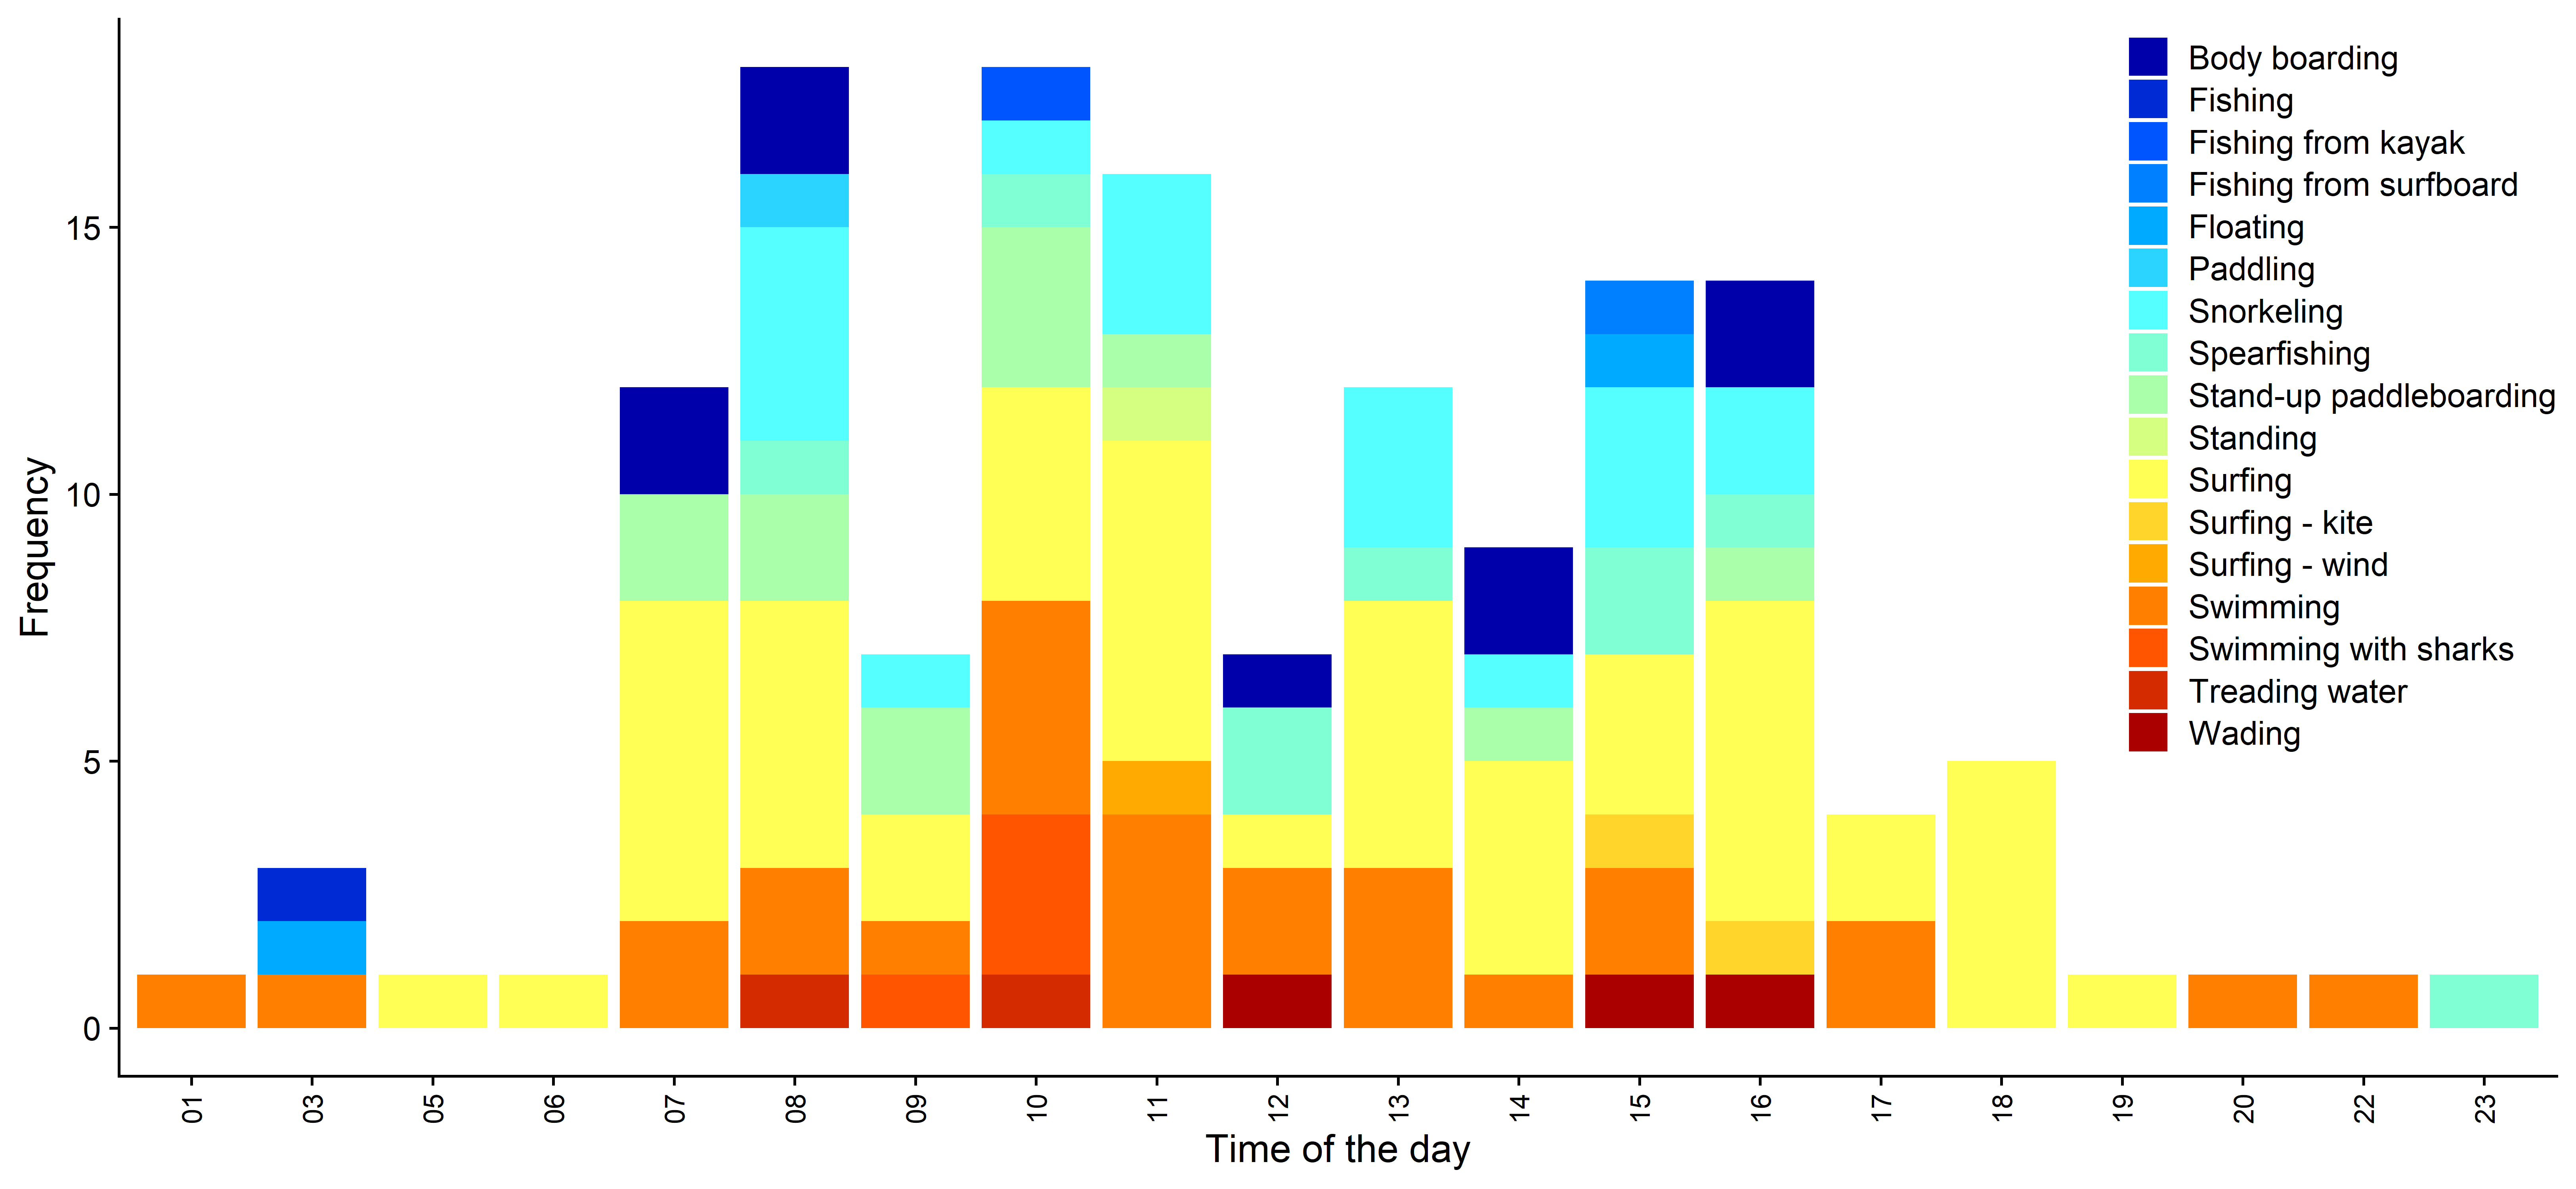 Frequency
15
10
5
0
01 03 05 06 07 08 09 10 11 12 13 14 15 16 17 18 19 20 22 23
Time of the day
Body boarding
Fishing
Fishing from kayak
Fishing from surfboard
Floating
Paddling
Snorkeling
Spearfishing
Stand-up paddleboarding
Standing
Surfing
Surfing - kite
Surfing - wind
Swimming
Swimming with sharks
Treading water
Wading